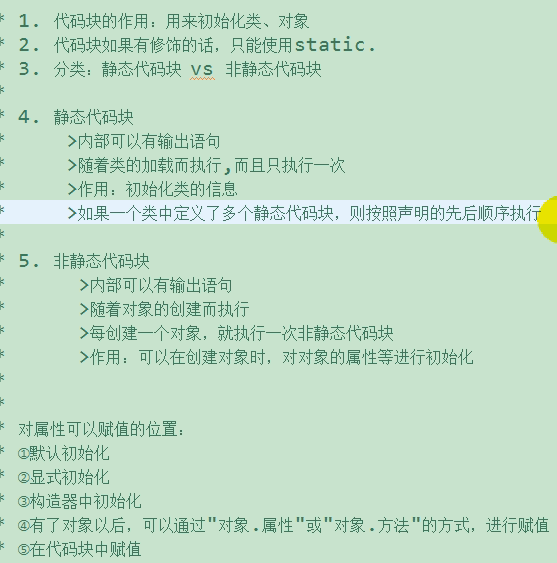 * 1. 代码块的作用：用来初始化类、对象
* 2. 代码块如果有修饰的话，只能使用static.
* 3. 分类：静态代码块 vs 非静态代码块
*
* 4. 静态代码块
* >内部可以有输出语句
* >随着类的加载而执行,而且只执行一次
* >作用：初始化类的信息
* >如果一个类中定义了多个静态代码块，则按照声明的先后顺序执行
*
* 5. 非静态代码块
* >内部可以有输出语句
* >随着对象的创建而执行
* >每创建一个对象，就执行一次非静态代码块
* >作用：可以在创建对象时，对对象的属性等进行初始化
*
*
* 对属性可以赋值的位置：
* ①默认初始化
* ②显式初始化
* ③构造器中初始化
* ④有了对象以后，可以通过"对象.属性"或"对象.方法"的方式，进行赋值
* ⑤在代码块中赋值